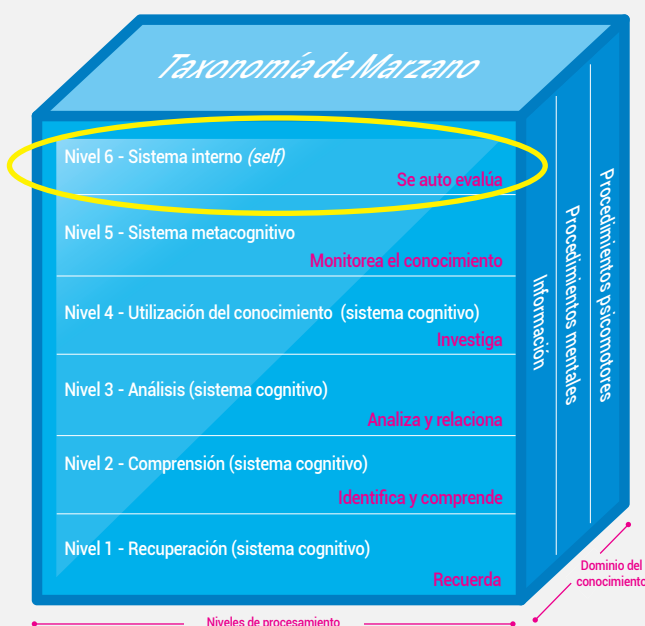 Taxonomía de Marzano
Nivel 6 - Sistema interno (self)
Se auto evalúa
Nivel 5 - Sistema metacognitivo
Monitorea el conocimiento
Nivel 4 - Utilización del conocimiento (sistema cognitivo)
Investiga
Nivel 3 - Análisis (sistema cognitivo)
Analiza y relaciona
Nivel 2 - Comprensión (sistema cognitivo)
Identifica y comprende
Nivel 1 - Recuperación (sistema cognitivo)
Recuerda
Información
Procedimientos mentales
Procedimientos psicomotores
Dominio del
conocimiento
Niveles de procesamiento